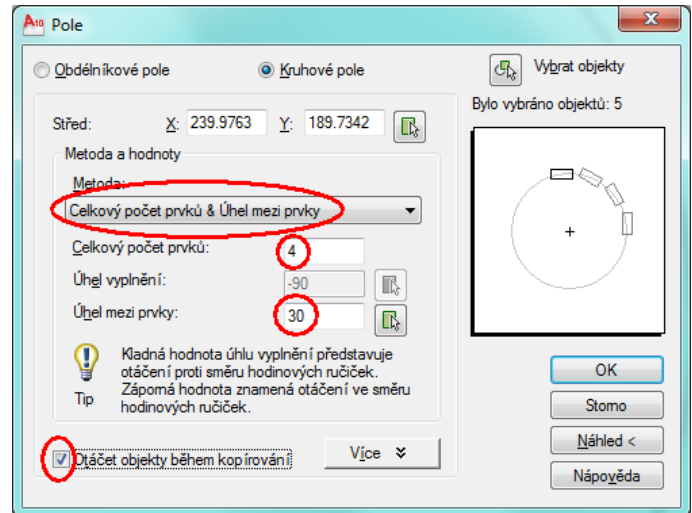 A10 Pole
Obdélníkové pole
Kruhové pole
Vybrat objekty
Bylo vybráno objektů: 5
Střed: X: 239.9763 Y: 189.7342
Metoda a hodnoty
Metoda:
Celkový počet prvků & Úhel mezi prvky
Celkový počet prvků: 4
Úhel vyplnění: -90
Úhel mezi prvky: 30
Tip
Kladná hodnota úhlu vyplnění představuje
otáčení proti směru hodinových ručiček.
Záporná hodnota znamená otáčení ve směru
hodinových ručiček.
Otáčet objekty během kopírování
Více
OK
Storno
Náhled <
Nápověda